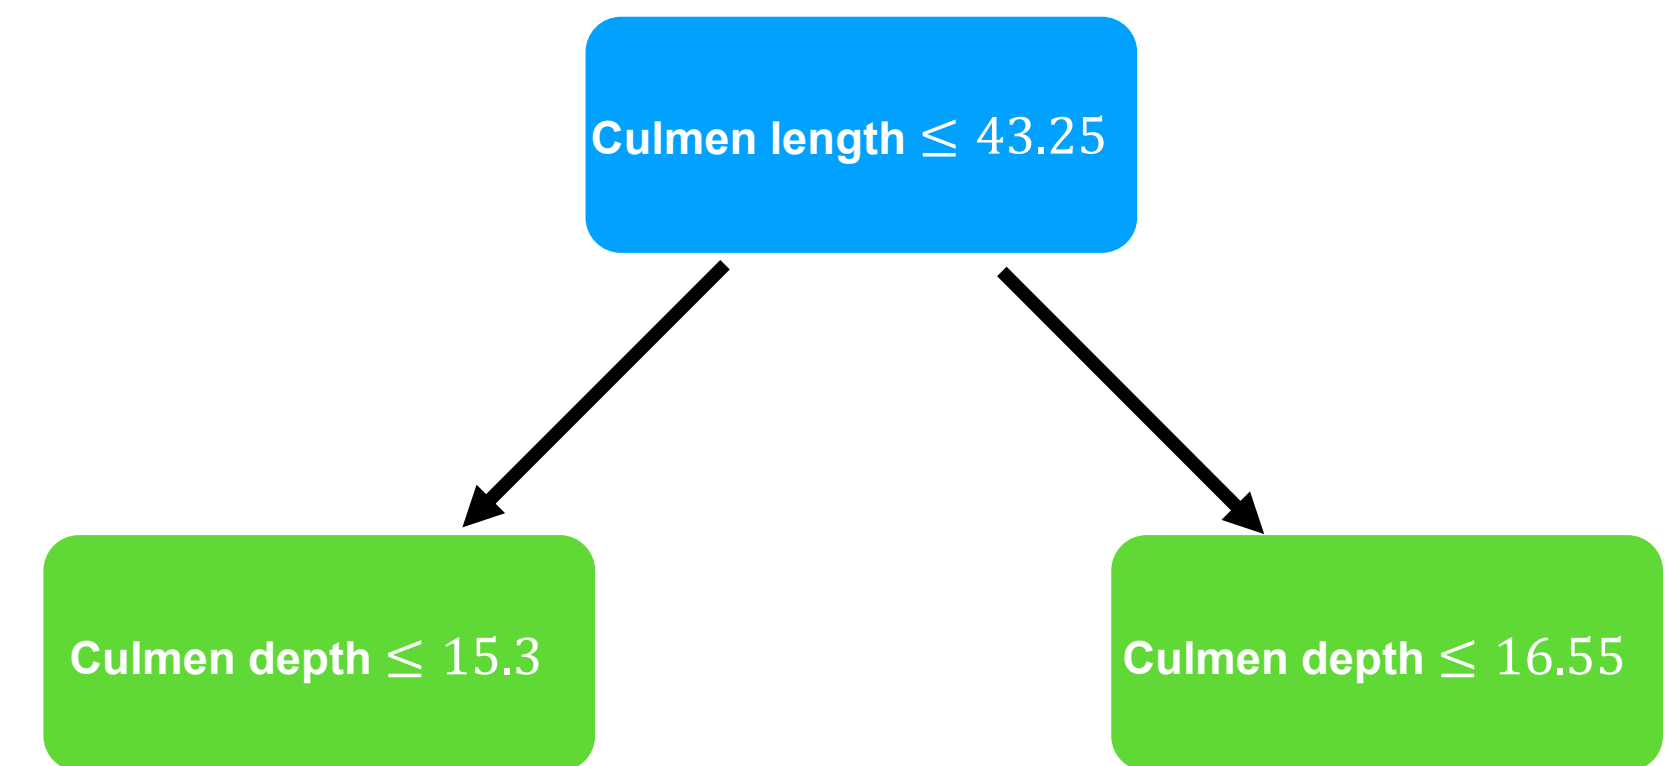 Culmen length ≤ 43.25
Culmen depth ≤ 15.3
Culmen depth ≤ 16.55